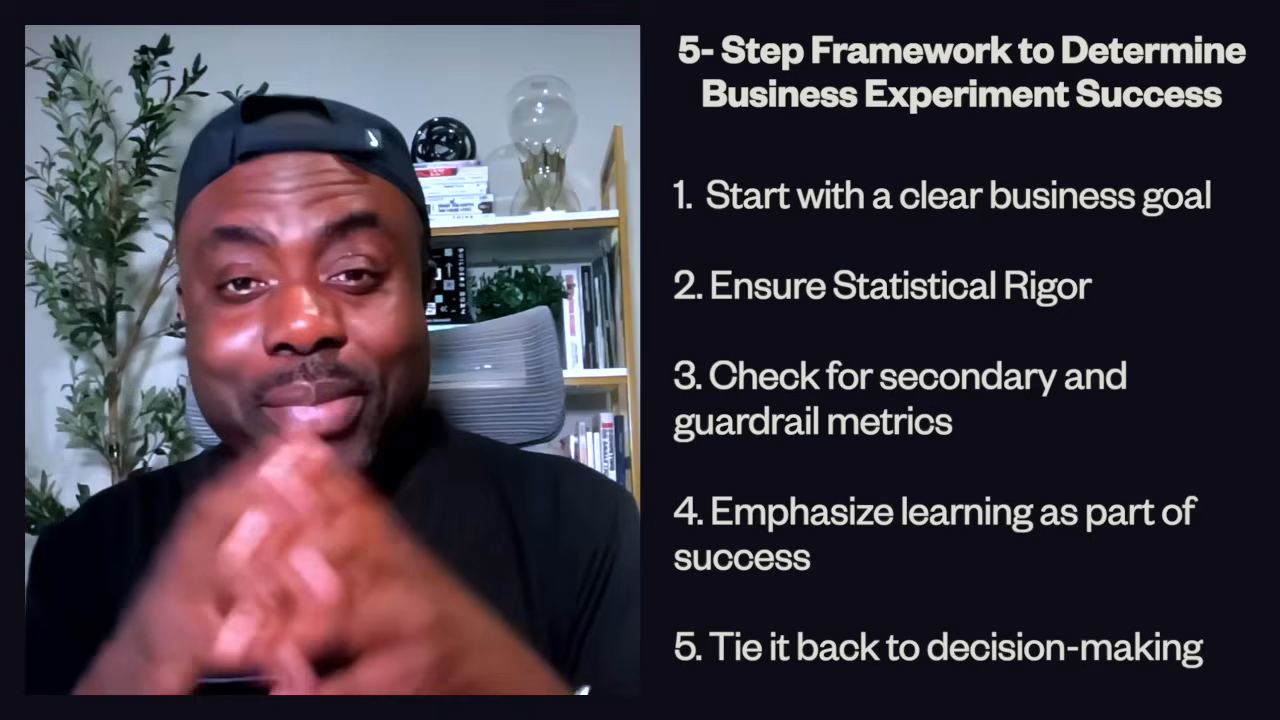 5- Step Framework to Determine
Business Experiment Success
1. Start with a clear business goal
2. Ensure Statistical Rigor
3. Check for secondary and
guardrail metrics
4. Emphasize learning as part of
success
5. Tie it back to decision-making